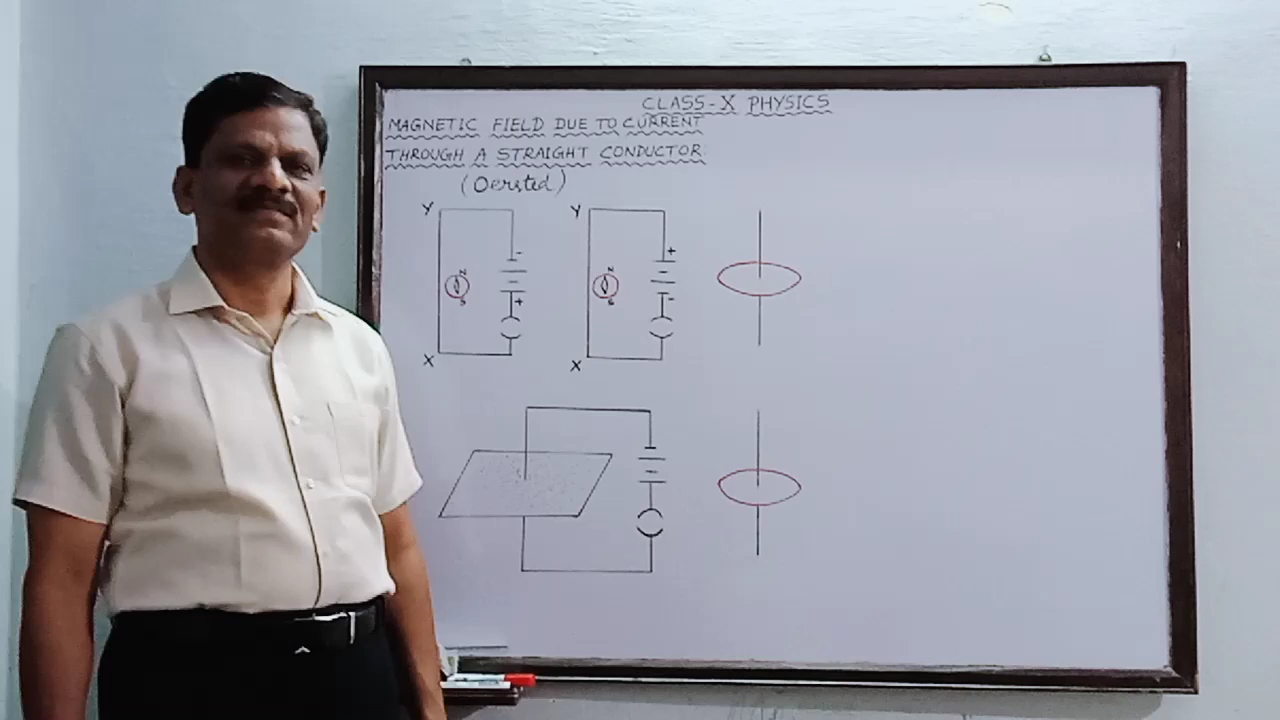 CLASS-X PHYSICS
MAGNETIC FIELD DUE TO CURRENT
THROUGH A STRAIGHT CONDUCTOR
(Oersted)
Y Y
- +
N N
S S
+ -
X X